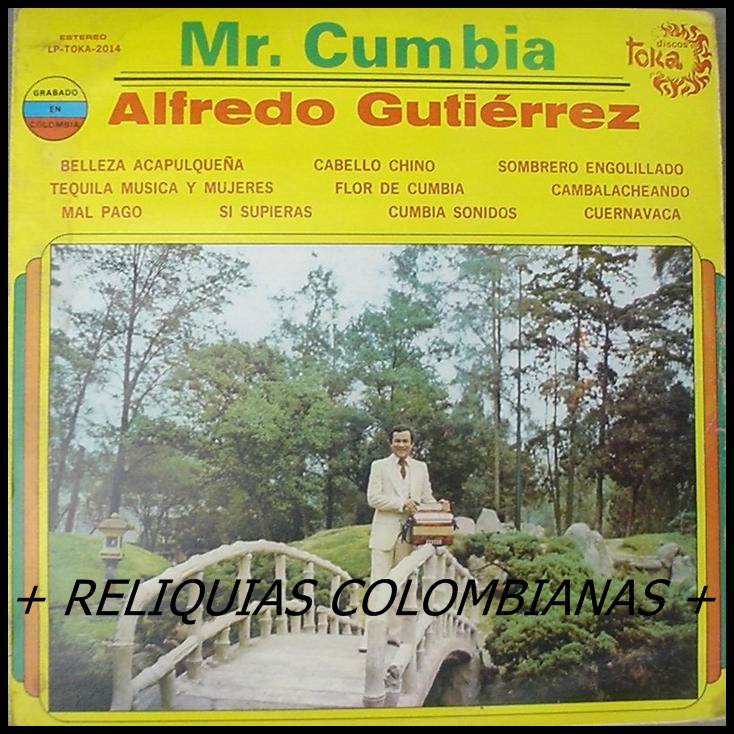 ESTEREO
LP-TOKA-2014
Mr. Cumbia
discos
toka
GRABADO
EN
COLOMBIA
Alfredo Gutiérrez
BELLEZA ACAPULQUEÑA CABELLO CHINO SOMBRERO ENGOLILLADO
TEQUILA MUSICA Y MUJERES FLOR DE CUMBIA CAMBALACHEANDO
MAL PAGO SI SUPIERAS CUMBIA SONIDOS CUERNAVACA
+ RELIQUIAS COLOMBIANAS +